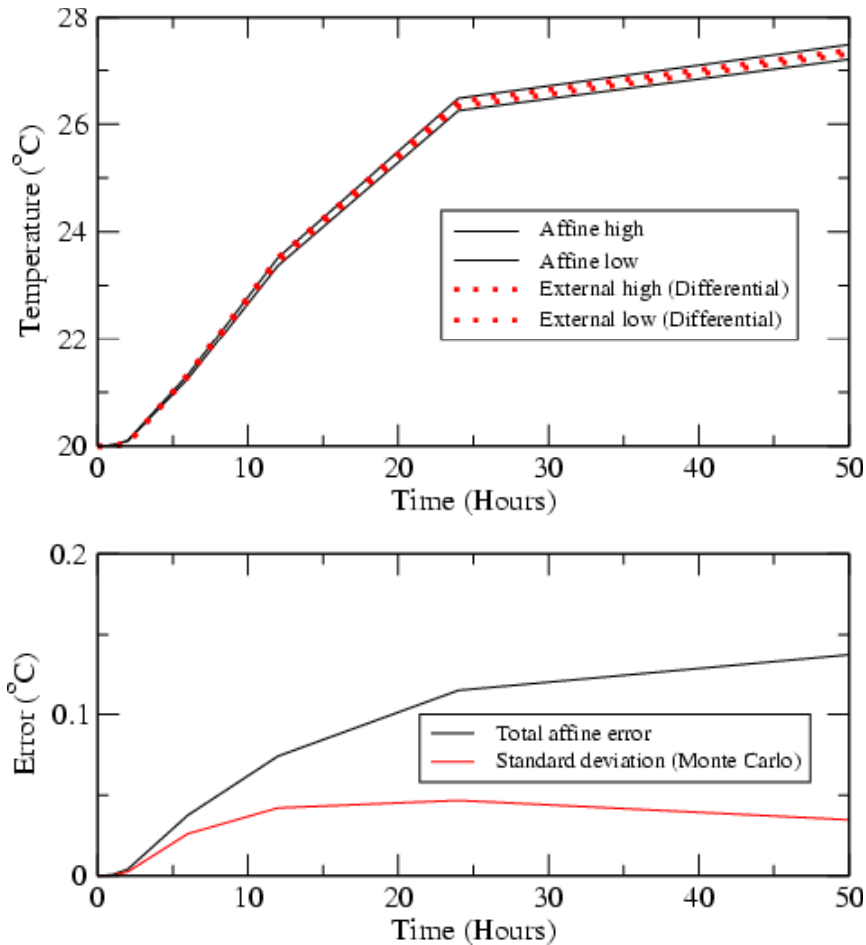 28
26
24
22
20
Temperature (°C)
Affine high
Affine low
External high (Differential)
External low (Differential)
0 10 20 30 40 50
Time (Hours)
0.2
0.1
0
Error (°C)
Total affine error
Standard deviation (Monte Carlo)
0 10 20 30 40 50
Time (Hours)